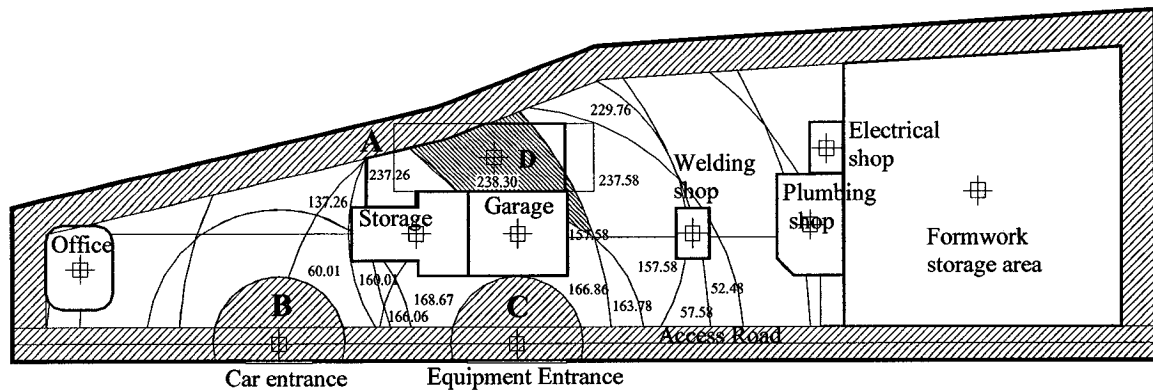 229.76
Electrical
shop
A
D
Welding
shop
237.26
238.30
237.58
Plumbing
shop
137.26
Storage
Garage
Office
157.58
Formwork
storage area
60.01
160.01
157.58
52.48
168.67
166.86
163.78
57.58
166.06
B
C
Access Road
Car entrance
Equipment Entrance